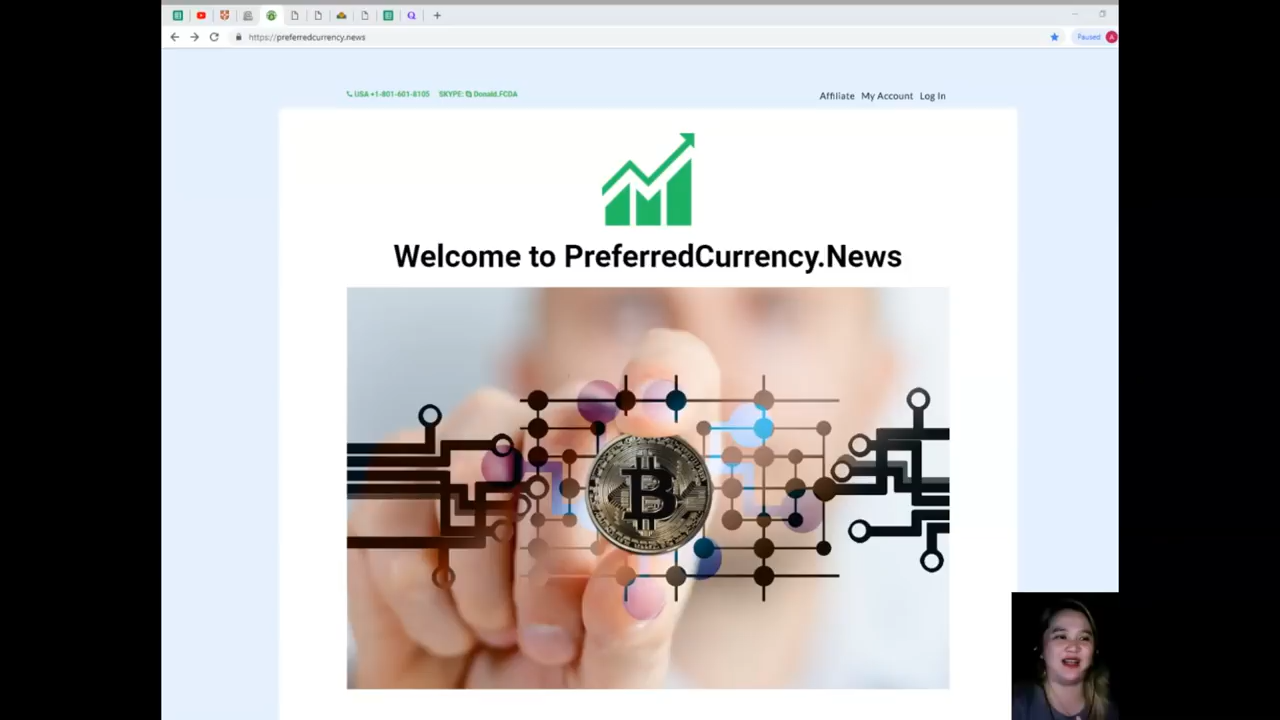 https://preferredcurrency.news
Paused A
USA +1-801-601-8105 SKYPE: Donald.FCDA
Affiliate My Account Log In
Welcome to PreferredCurrency.News